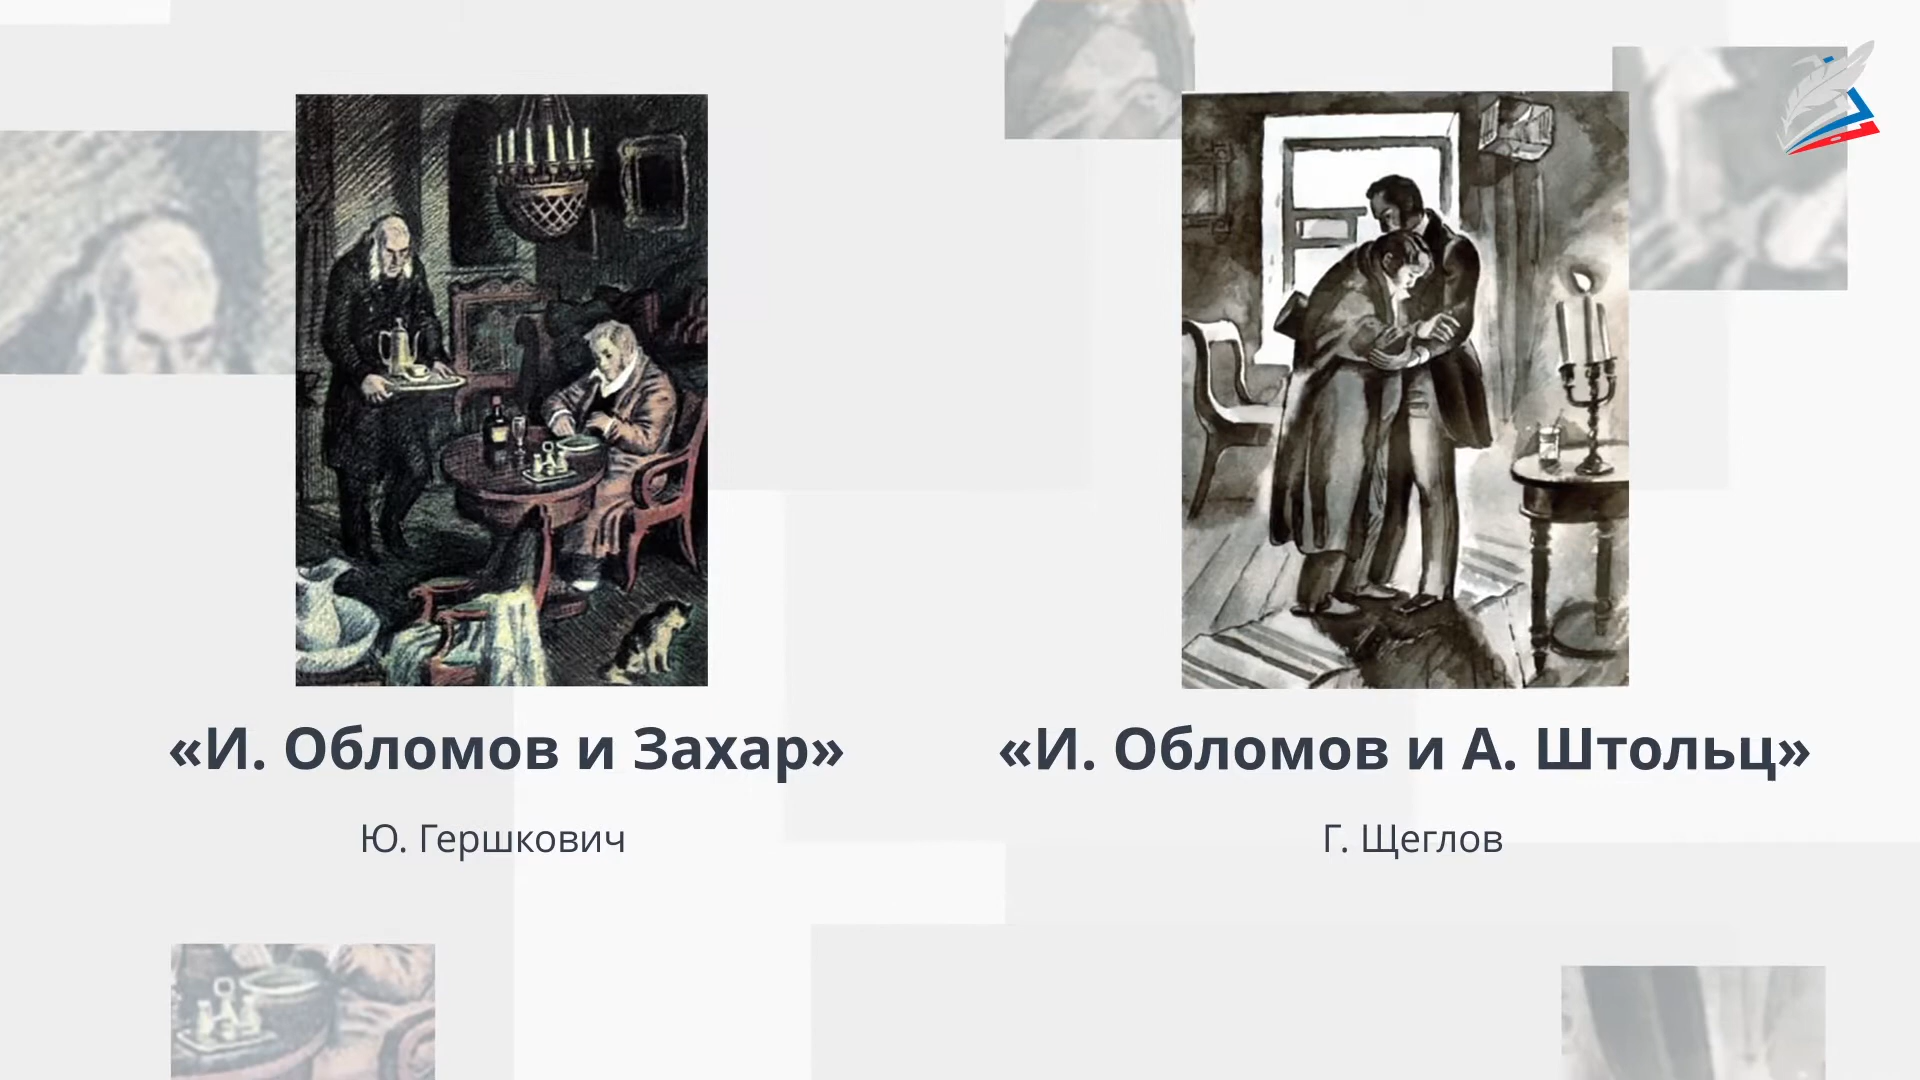 «И. Обломов и Захар»
Ю. Гершкович
«И. Обломов и А. Штольц»
Г. Щеглов